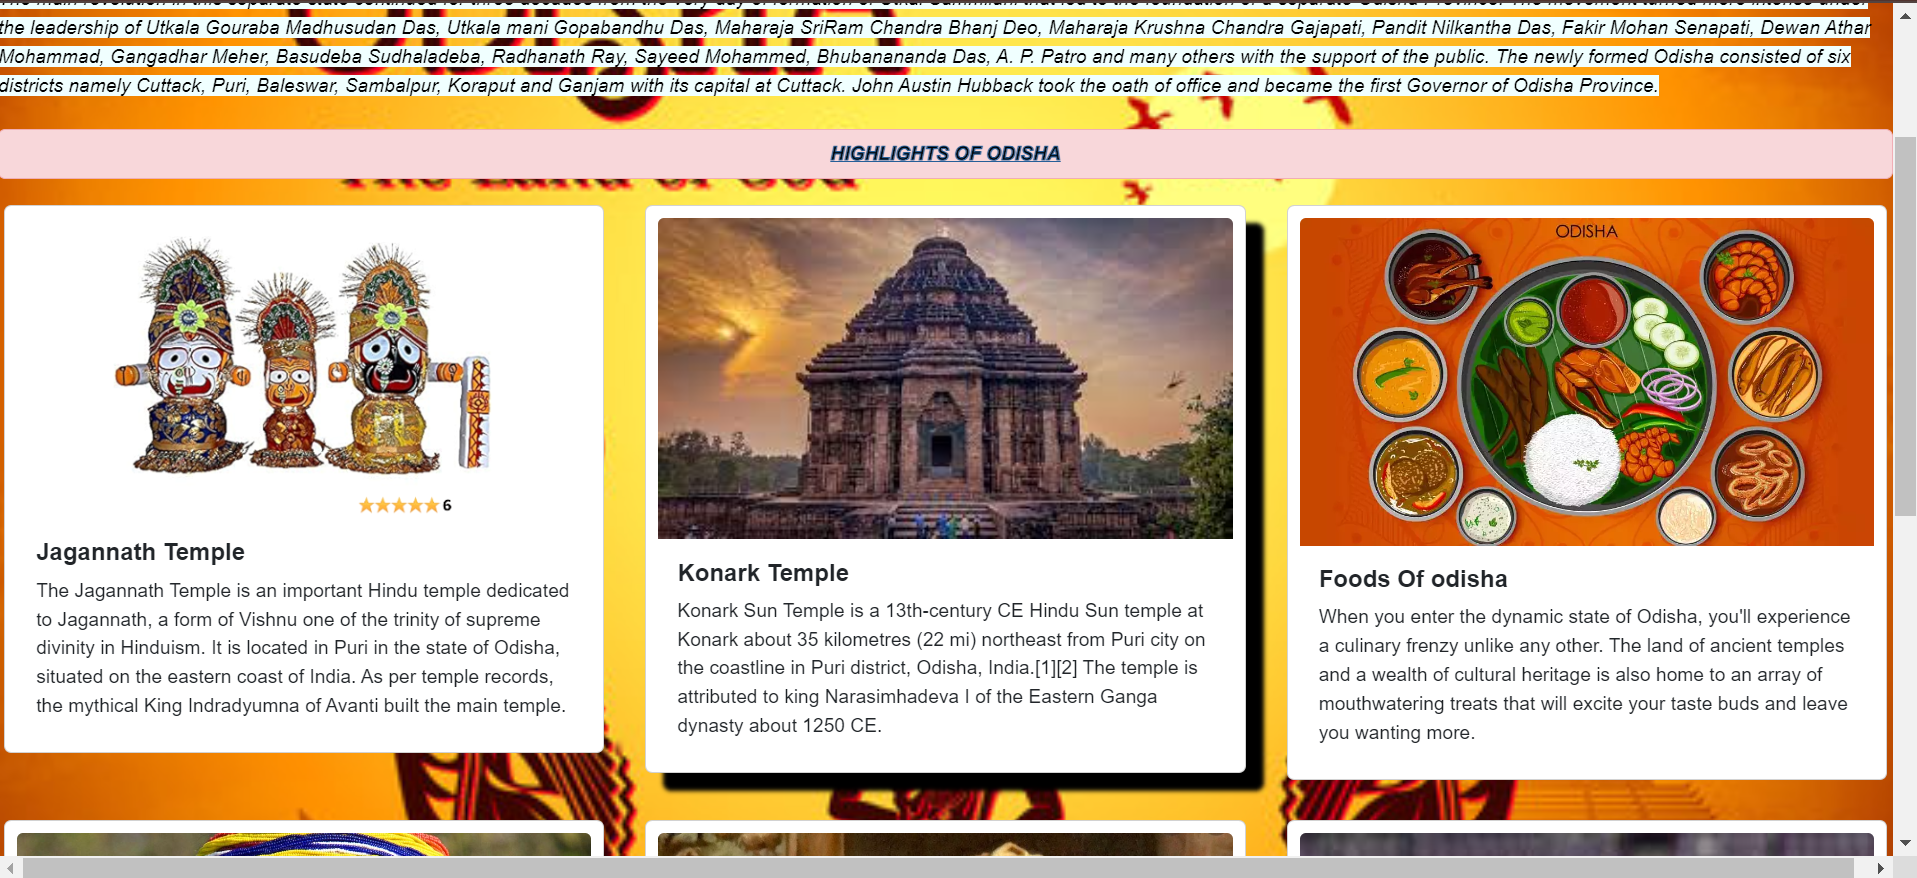 the leadership of Utkala Gouraba Madhusudan Das, Utkala mani Gopabandhu Das, Maharaja SriRam Chandra Bhanj Deo, Maharaja Krushna Chandra Gajapati, Pandit Nilkantha Das, Fakir Mohan Senapati, Dewan Athar
Mohammad, Gangadhar Meher, Basudeba Sudhaladeba, Radhanath Ray, Sayeed Mohammed, Bhubanananda Das, A. P. Patro and many others with the support of the public. The newly formed Odisha consisted of six
districts namely Cuttack, Puri, Baleswar, Sambalpur, Koraput and Ganjam with its capital at Cuttack. John Austin Hubback took the oath of office and became the first Governor of Odisha Province.
HIGHLIGHTS OF ODISHA
The Land of God
6
Jagannath Temple
The Jagannath Temple is an important Hindu temple dedicated
to Jagannath, a form of Vishnu one of the trinity of supreme
divinity in Hinduism. It is located in Puri in the state of Odisha,
situated on the eastern coast of India. As per temple records,
the mythical King Indradyumna of Avanti built the main temple.
Konark Temple
Konark Sun Temple is a 13th-century CE Hindu Sun temple at
Konark about 35 kilometres (22 mi) northeast from Puri city on
the coastline in Puri district, Odisha, India.[1][2] The temple is
attributed to king Narasimhadeva I of the Eastern Ganga
dynasty about 1250 CE.
ODISHA
Foods Of odisha
When you enter the dynamic state of Odisha, you'll experience
a culinary frenzy unlike any other. The land of ancient temples
and a wealth of cultural heritage is also home to an array of
mouthwatering treats that will excite your taste buds and leave
you wanting more.